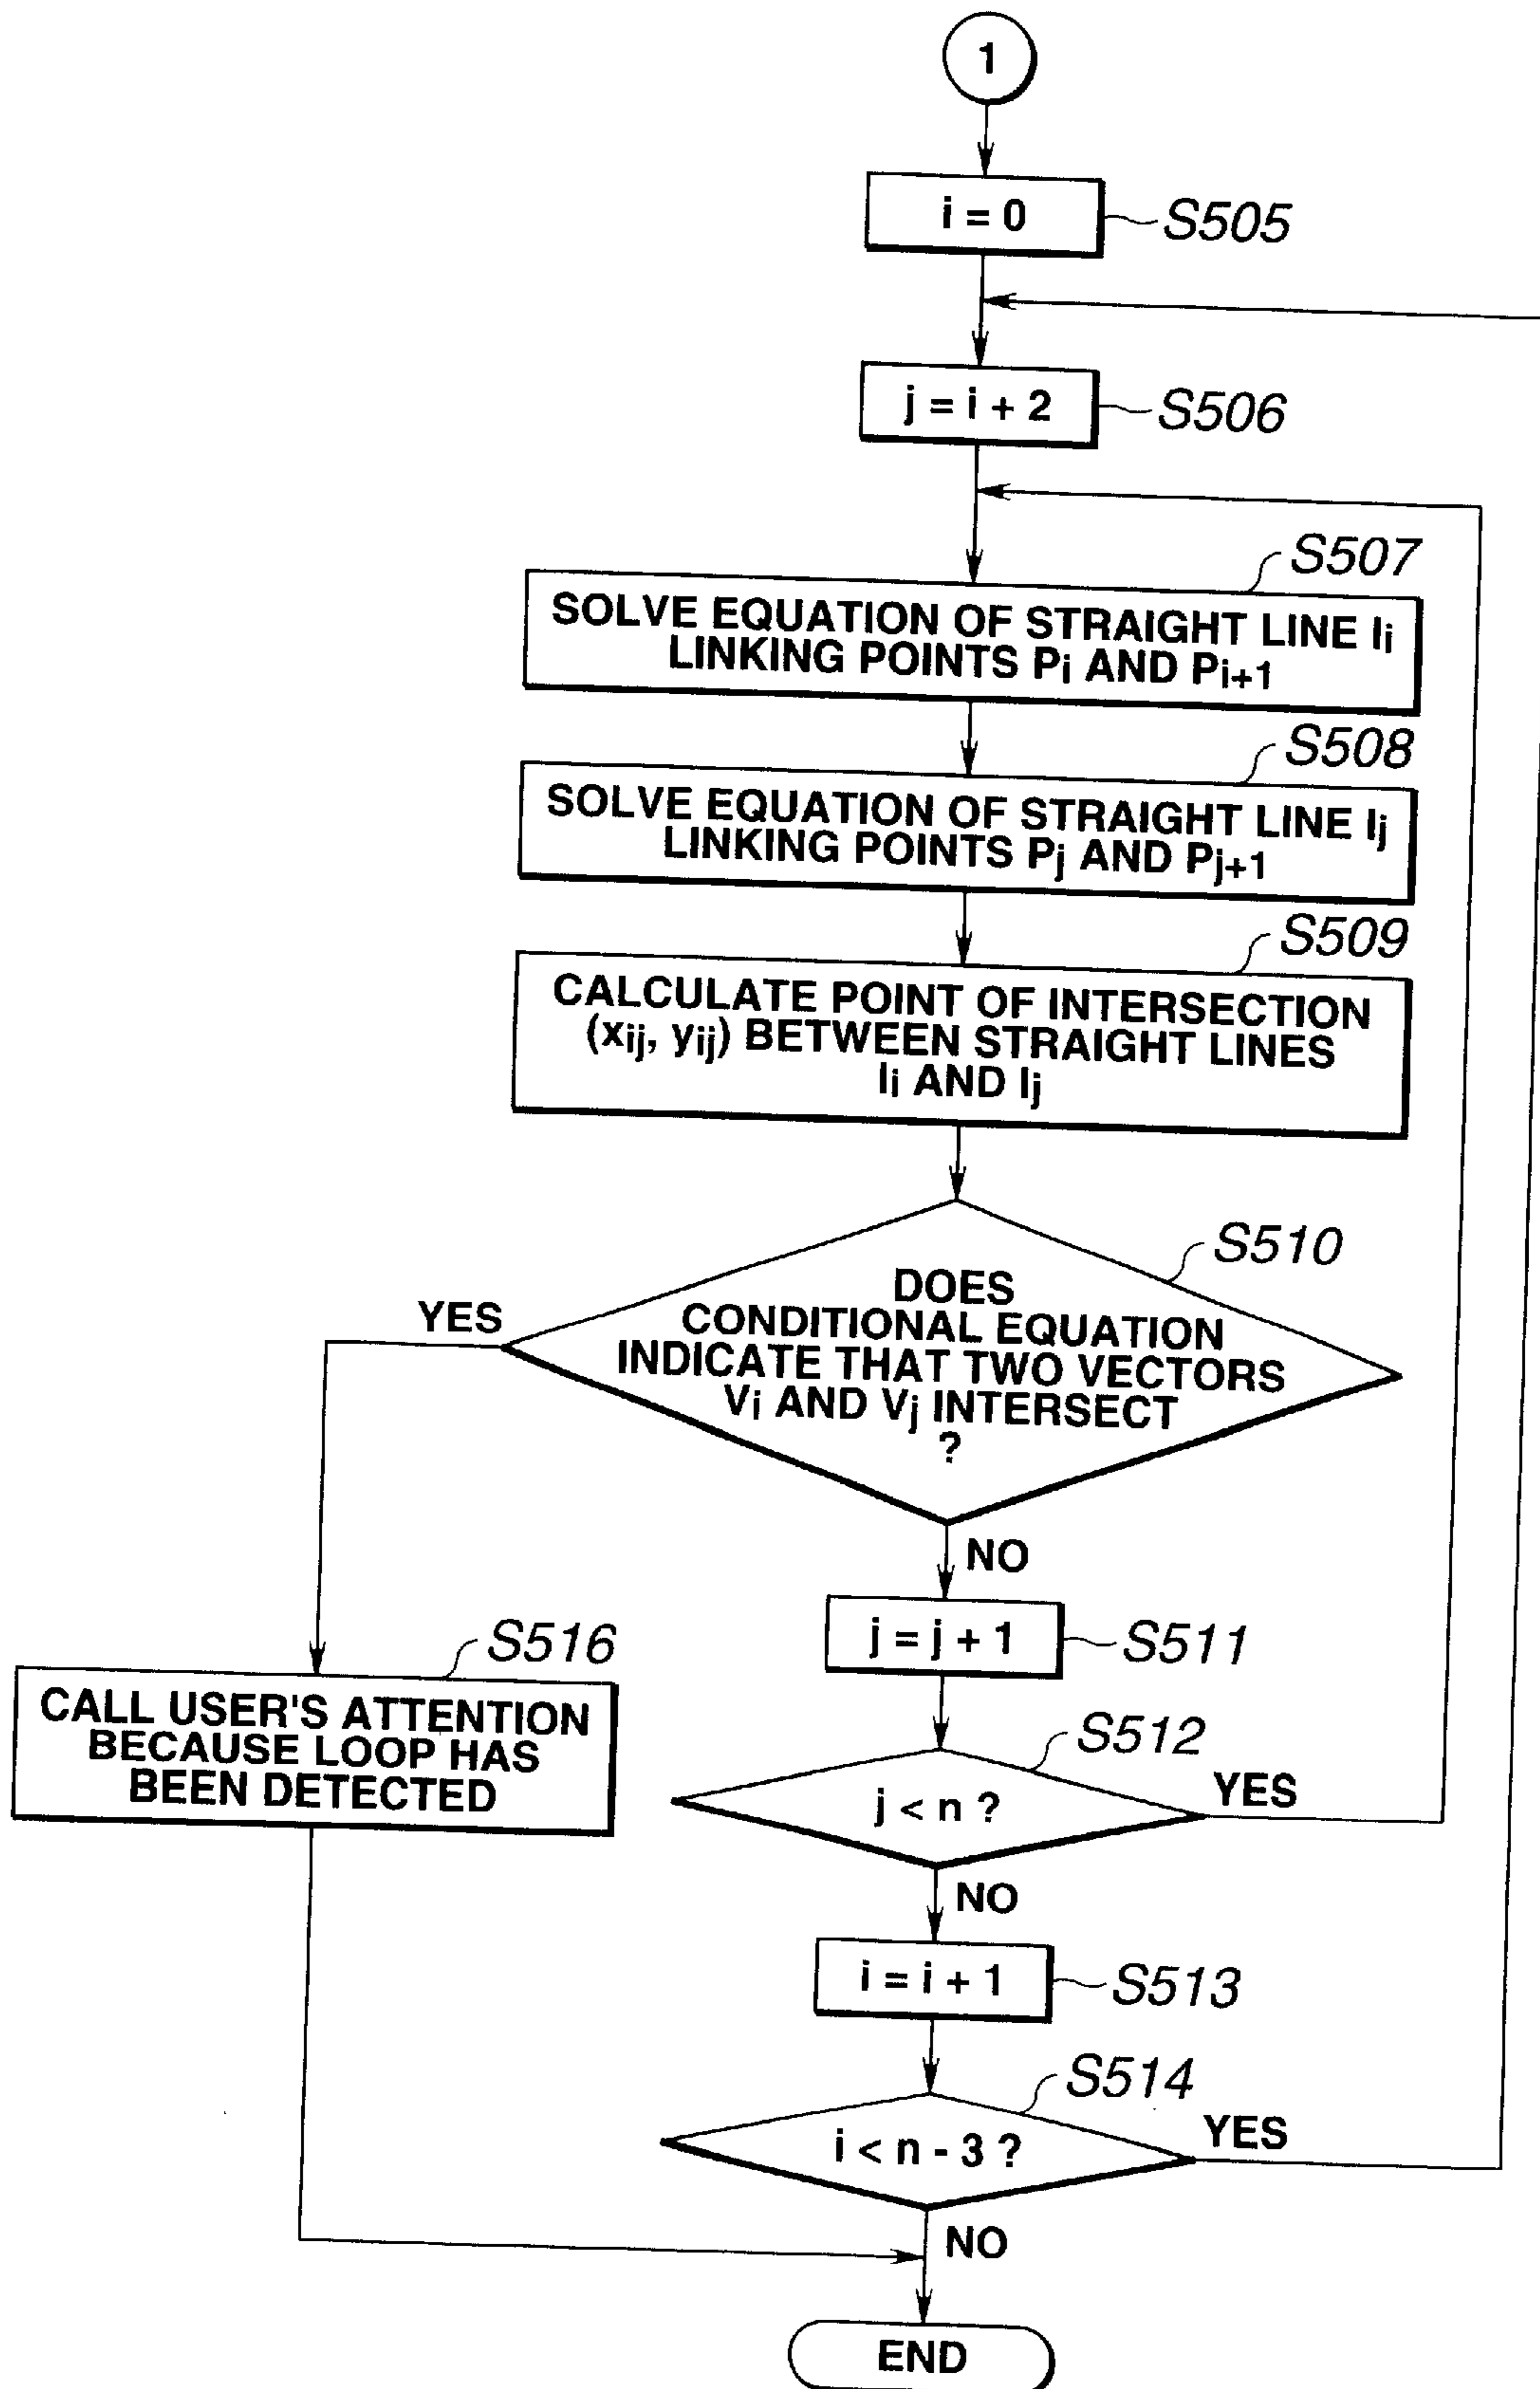 1
i = 0
S505
j = i + 2
S506
S507
SOLVE EQUATION OF STRAIGHT LINE li
LINKING POINTS Pi AND Pi+1
S508
SOLVE EQUATION OF STRAIGHT LINE lj
LINKING POINTS Pj AND Pj+1
S509
CALCULATE POINT OF INTERSECTION
(xij, yij) BETWEEN STRAIGHT LINES
li AND lj
S510
DOES
CONDITIONAL EQUATION
INDICATE THAT TWO VECTORS
Vi AND Vj INTERSECT
?
YES
NO
j = j + 1
S511
S516
CALL USER'S ATTENTION
BECAUSE LOOP HAS
BEEN DETECTED
S512
j < n ?
YES
NO
i = i + 1
S513
S514
i < n - 3 ?
YES
NO
END